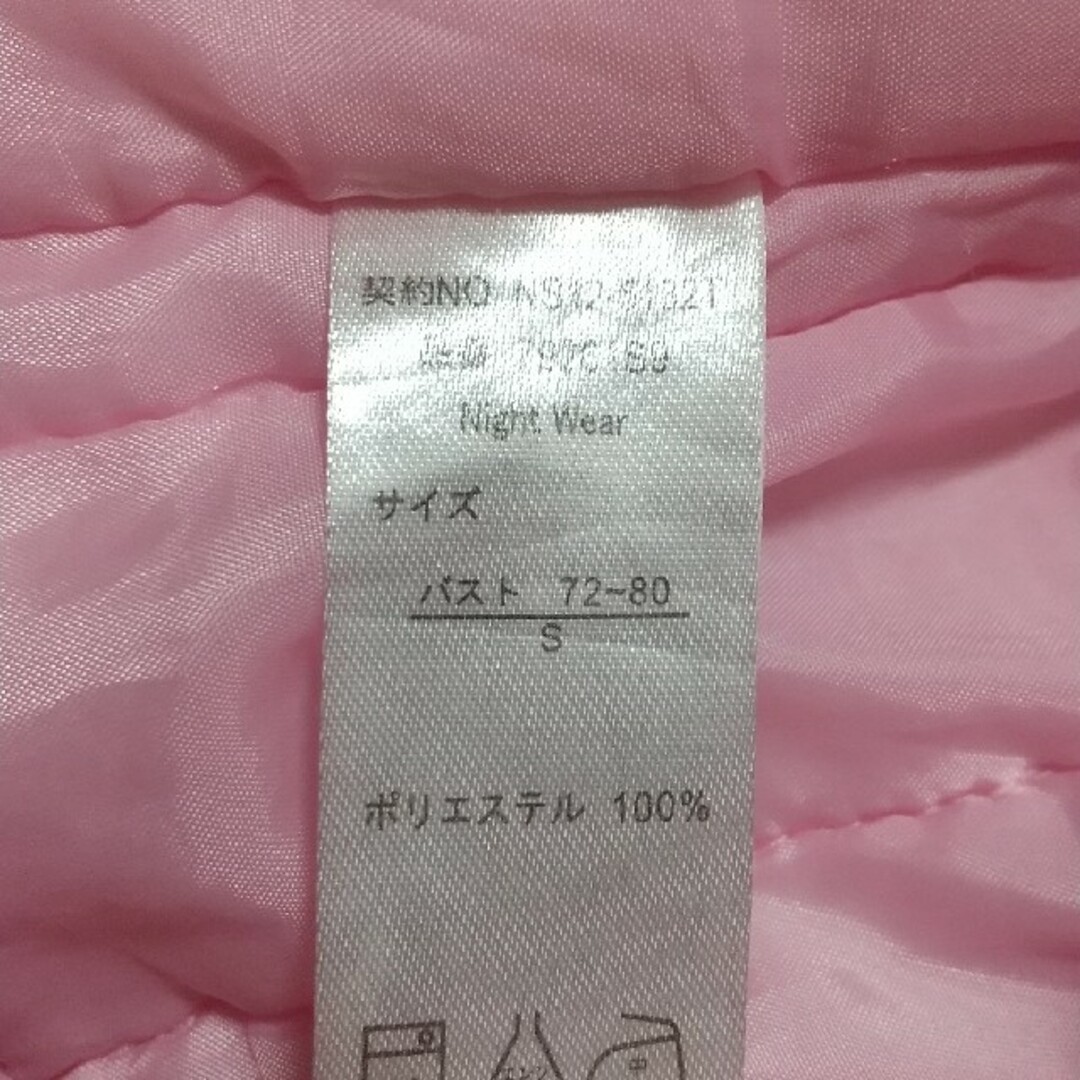 契約NO
Night Wear
サイズ
バスト 72~80
S
ポリエステル 100%
中